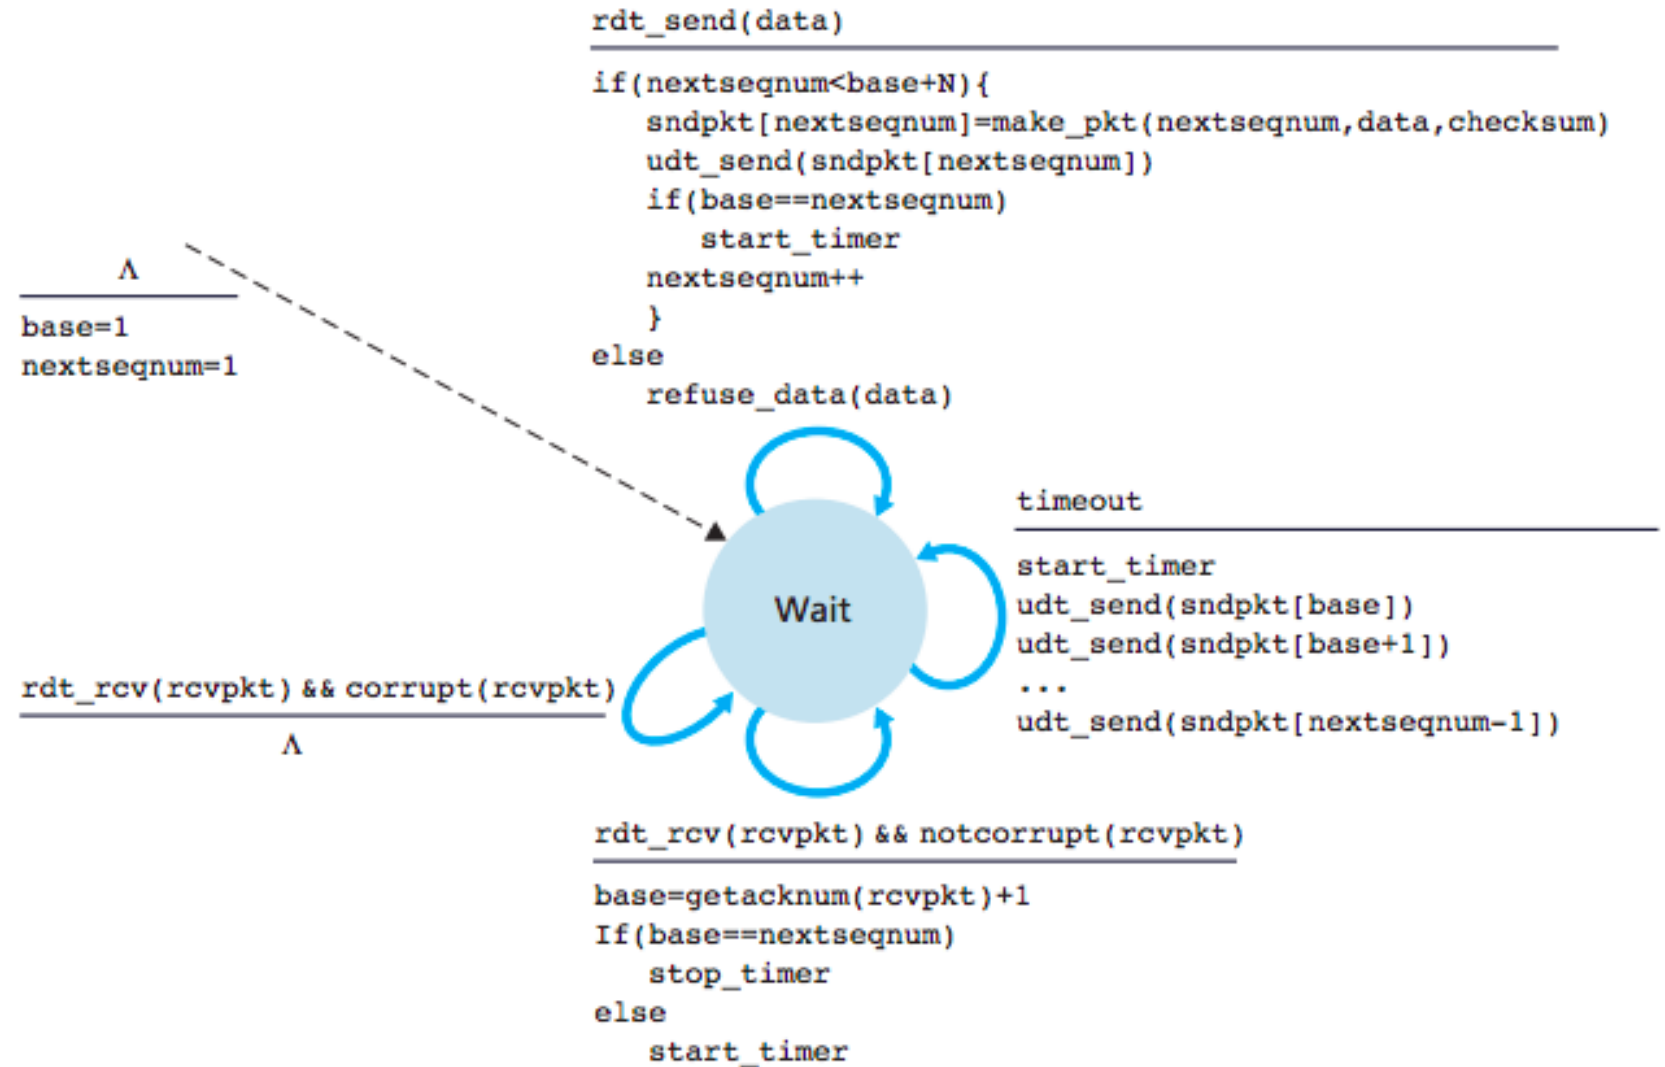 rdt_send(data)
if(nextseqnum<base+N){
sndpkt[nextseqnum]=make_pkt(nextseqnum,data,checksum)
udt_send(sndpkt[nextseqnum])
if(base==nextseqnum)
start_timer
nextseqnum++
}
else
refuse_data(data)
Λ
base=1
nextseqnum=1
timeout
start_timer
udt_send(sndpkt[base])
udt_send(sndpkt[base+1])
...
udt_send(sndpkt[nextseqnum-1])
Wait
rdt_rcv(rcvpkt) && corrupt(rcvpkt)
Λ
rdt_rcv(rcvpkt) && notcorrupt(rcvpkt)
base=getacknum(rcvpkt)+1
If(base==nextseqnum)
stop_timer
else
start_timer